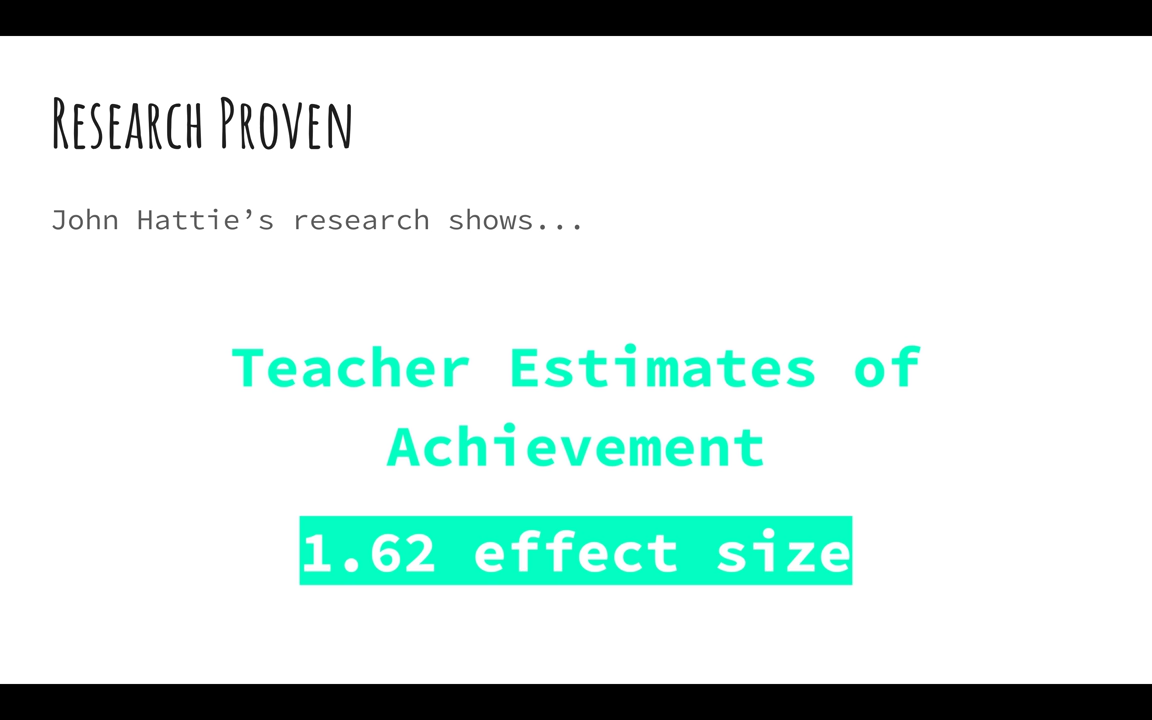 Research Proven
John Hattie’s research shows...
Teacher Estimates of
Achievement
1.62 effect size